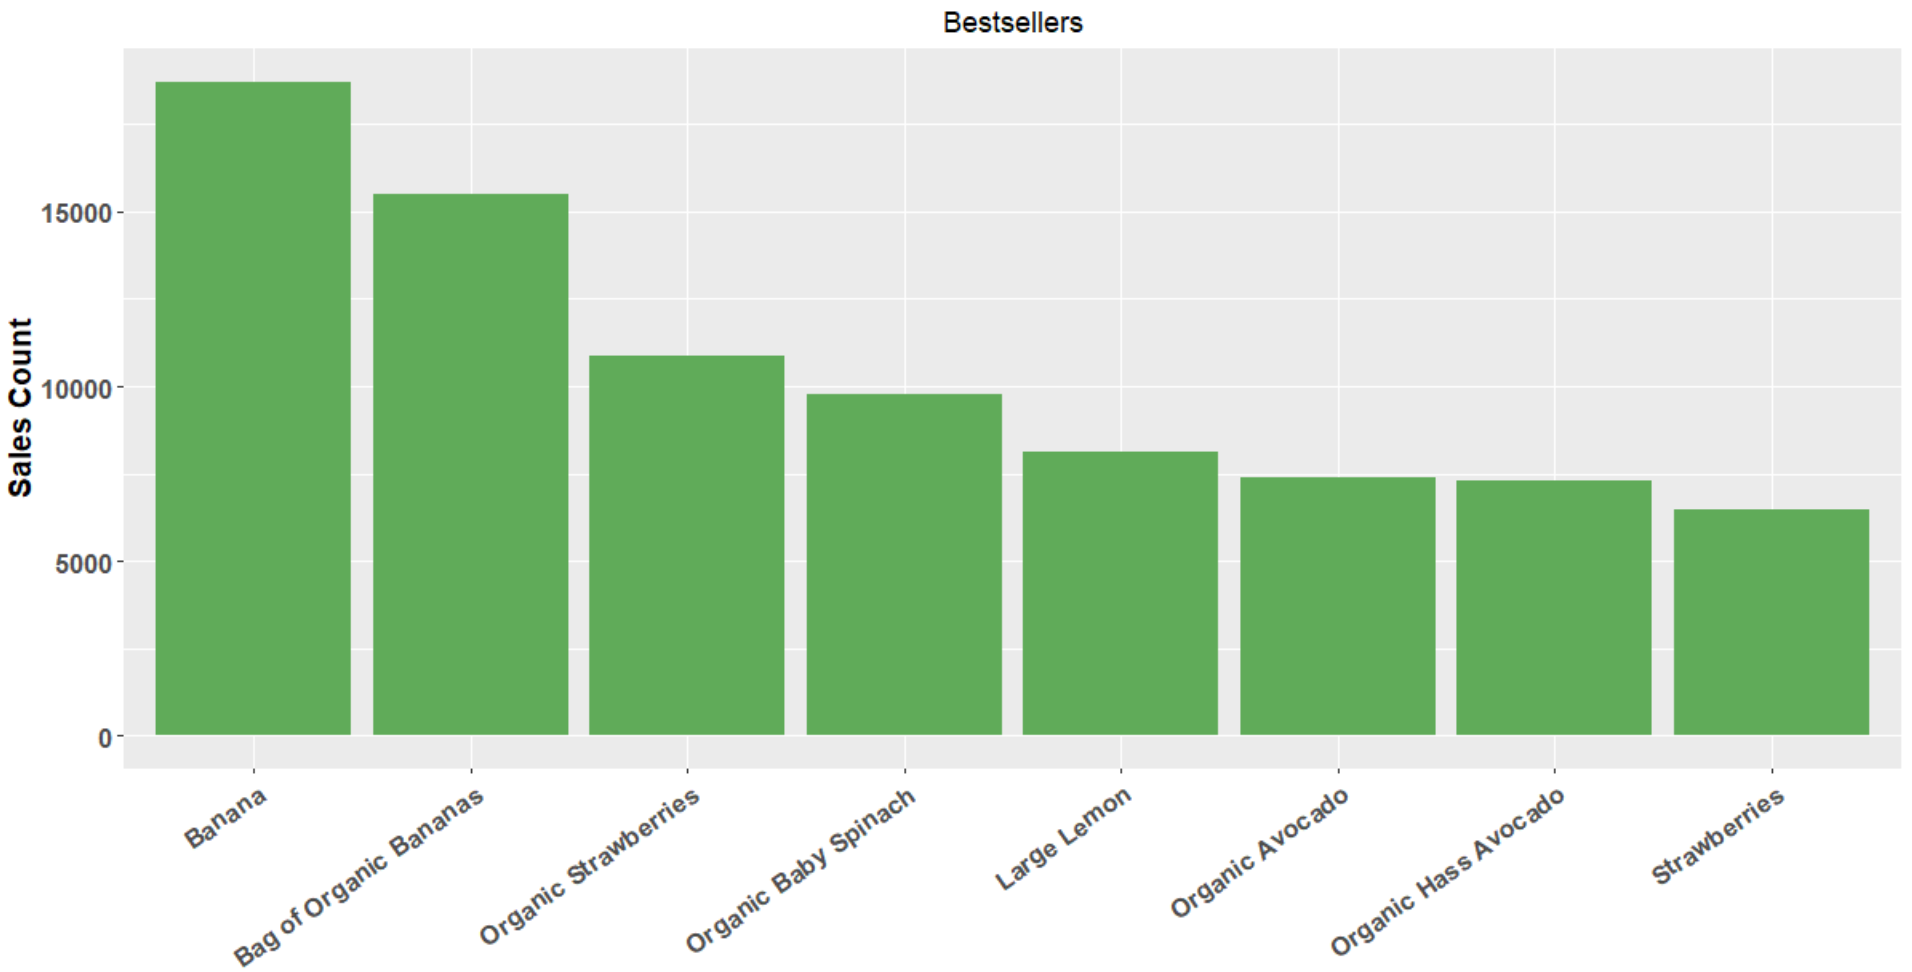 Bestsellers
Sales Count
15000
10000
5000
0
Banana
Bag of Organic Bananas
Organic Strawberries
Organic Baby Spinach
Large Lemon
Organic Avocado
Organic Hass Avocado
Strawberries